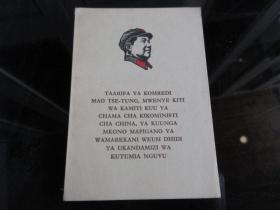 TAARIFA YA KOMREDI
MAO TSE-TUNG, MWENYE KITI
WA KAMITI KUU YA
CHAMA CHA KIKOMINISTI
CHA CHINA, YA KUUNGA
MKONO MAPIGANO YA
WAMAREKANI WEUSI DHIDI
YA UKANDAMIZI WA
KUTUMIA NGUVU